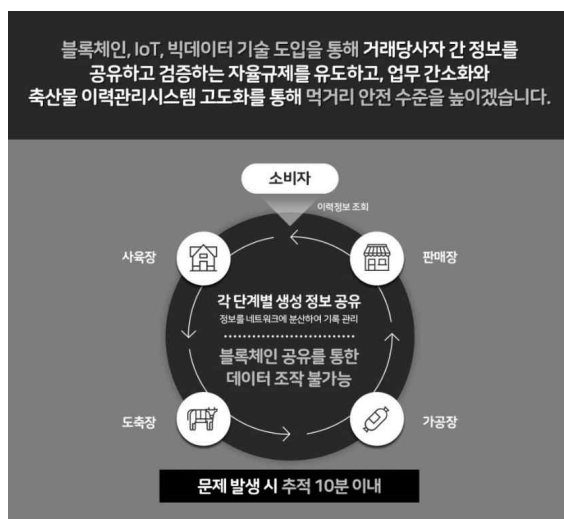 블록체인, IoT, 빅데이터 기술 도입을 통해 거래당사자 간 정보를
공유하고 검증하는 자율규제를 유도하고, 업무 간소화와
축산물 이력관리시스템 고도화를 통해 먹거리 안전 수준을 높이겠습니다.
소비자
이력정보 조회
사육장
판매장
각 단계별 생성 정보 공유
정보를 네트워크에 분산하여 기록 관리
블록체인 공유를 통한
데이터 조작 불가능
도축장
가공장
문제 발생 시 추적 10분 이내